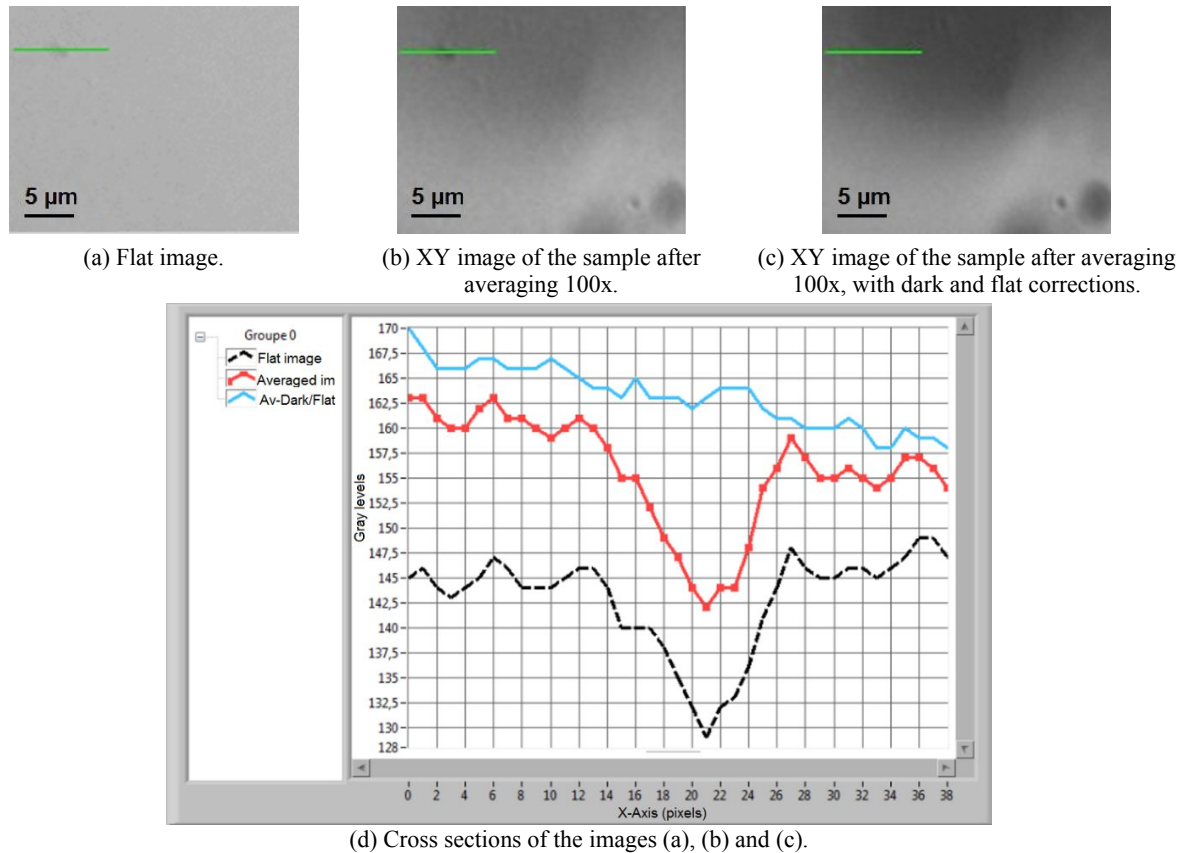 5 µm
5 µm
5 µm
(a) Flat image.
(b) XY image of the sample after
averaging 100x.
(c) XY image of the sample after averaging
100x, with dark and flat corrections.
Groupe 0
Flat image
Averaged im
Av-Dark/Flat
Gray levels
170
167,5
165
162,5
160
157,5
155
152,5
150
147,5
145
142,5
140
137,5
135
132,5
130
128
0 2 4 6 8 10 12 14 16 18 20 22 24 26 28 30 32 34 36 38
X-Axis (pixels)
(d) Cross sections of the images (a), (b) and (c).